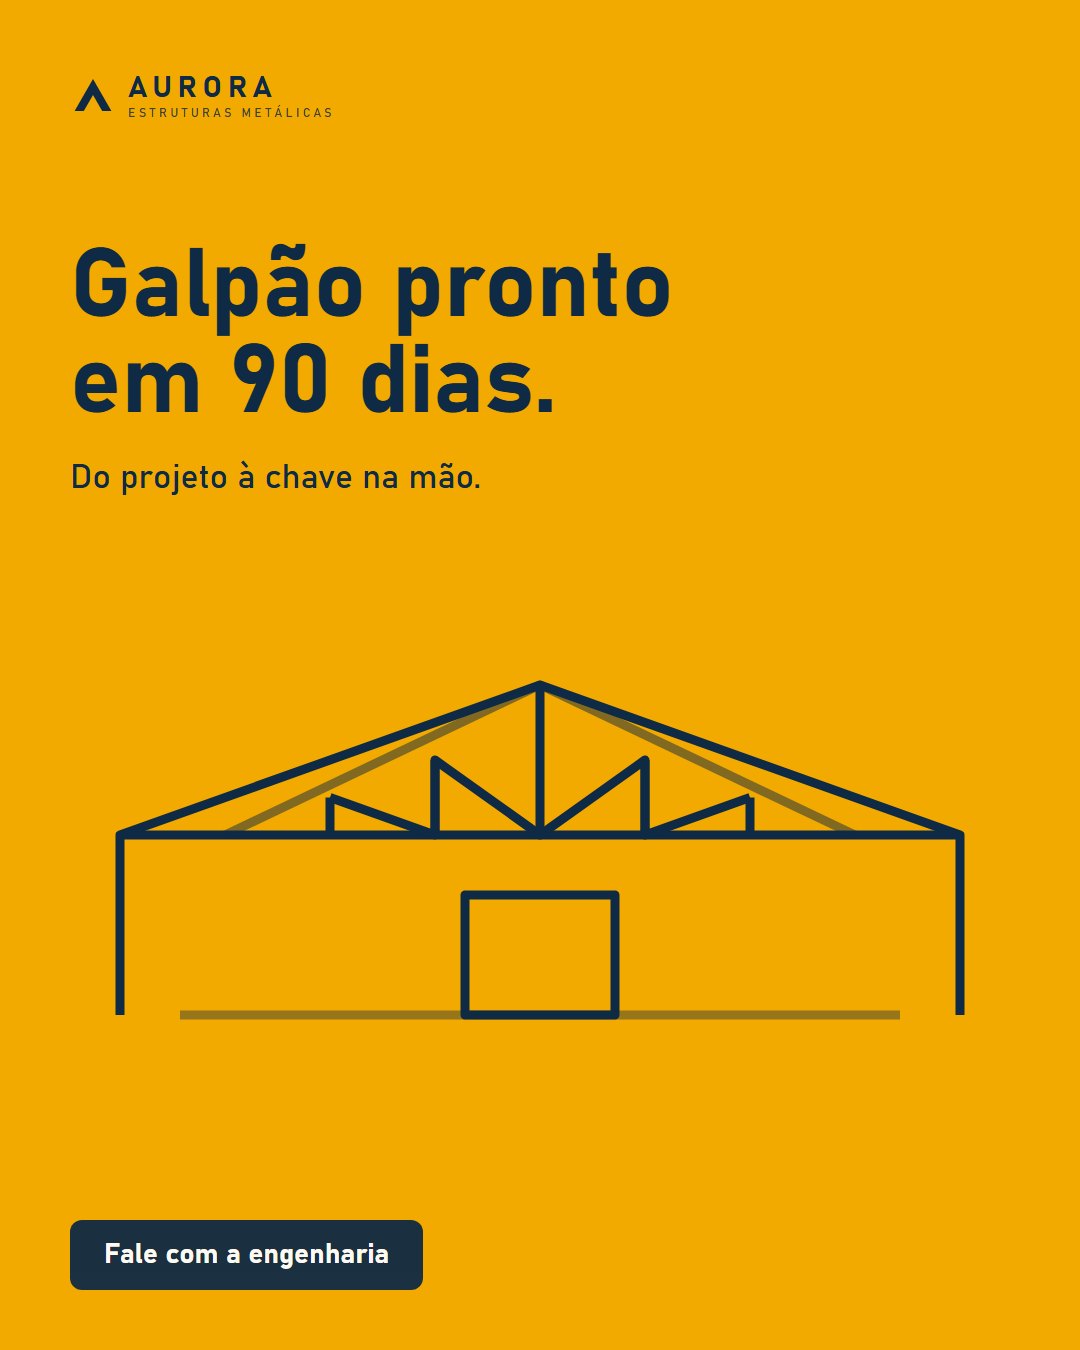 AURORA
ESTRUTURAS METÁLICAS
Galpão pronto
em 90 dias.
Do projeto à chave na mão.
Fale com a engenharia